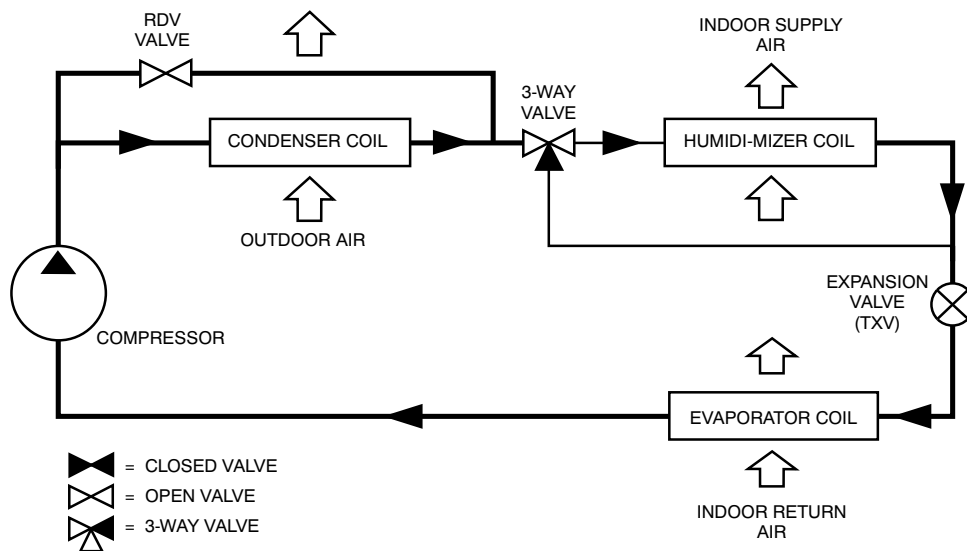 RDV
VALVE
INDOOR SUPPLY
AIR
3-WAY
VALVE
CONDENSER COIL
HUMIDI-MIZER COIL
OUTDOOR AIR
EXPANSION
VALVE
(TXV)
COMPRESSOR
EVAPORATOR COIL
INDOOR RETURN
AIR
= CLOSED VALVE
= OPEN VALVE
= 3-WAY VALVE